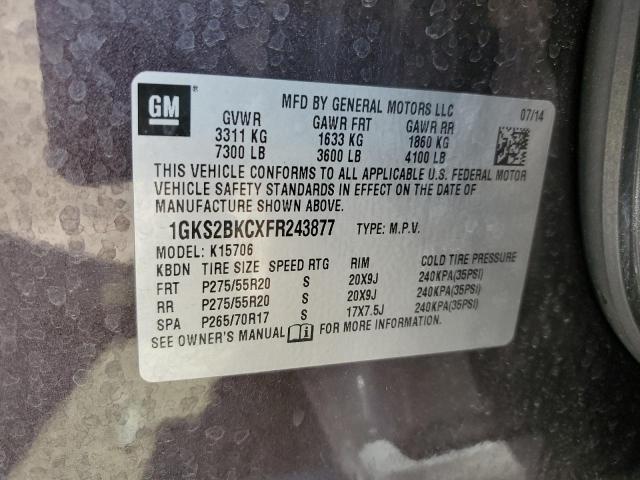 GM
MFD BY GENERAL MOTORS LLC
07/14
GVWR GAWR FRT GAWR RR
3311 KG 1633 KG 1860 KG
7300 LB 3600 LB 4100 LB
THIS VEHICLE CONFORMS TO ALL APPLICABLE U.S. FEDERAL MOTOR
VEHICLE SAFETY STANDARDS IN EFFECT ON THE DATE OF
MANUFACTURE SHOWN ABOVE.
1GKS2BKCXFR243877 TYPE: M.P.V.
MODEL: K15706
KBDN TIRE SIZE SPEED RTG RIM COLD TIRE PRESSURE
FRT P275/55R20 S 20X9J 240KPA(35PSI)
RR P275/55R20 S 20X9J 240KPA(35PSI)
SPA P265/70R17 S 17X7.5J 240KPA(35PSI)
SEE OWNER'S MANUAL FOR MORE INFORMATION.